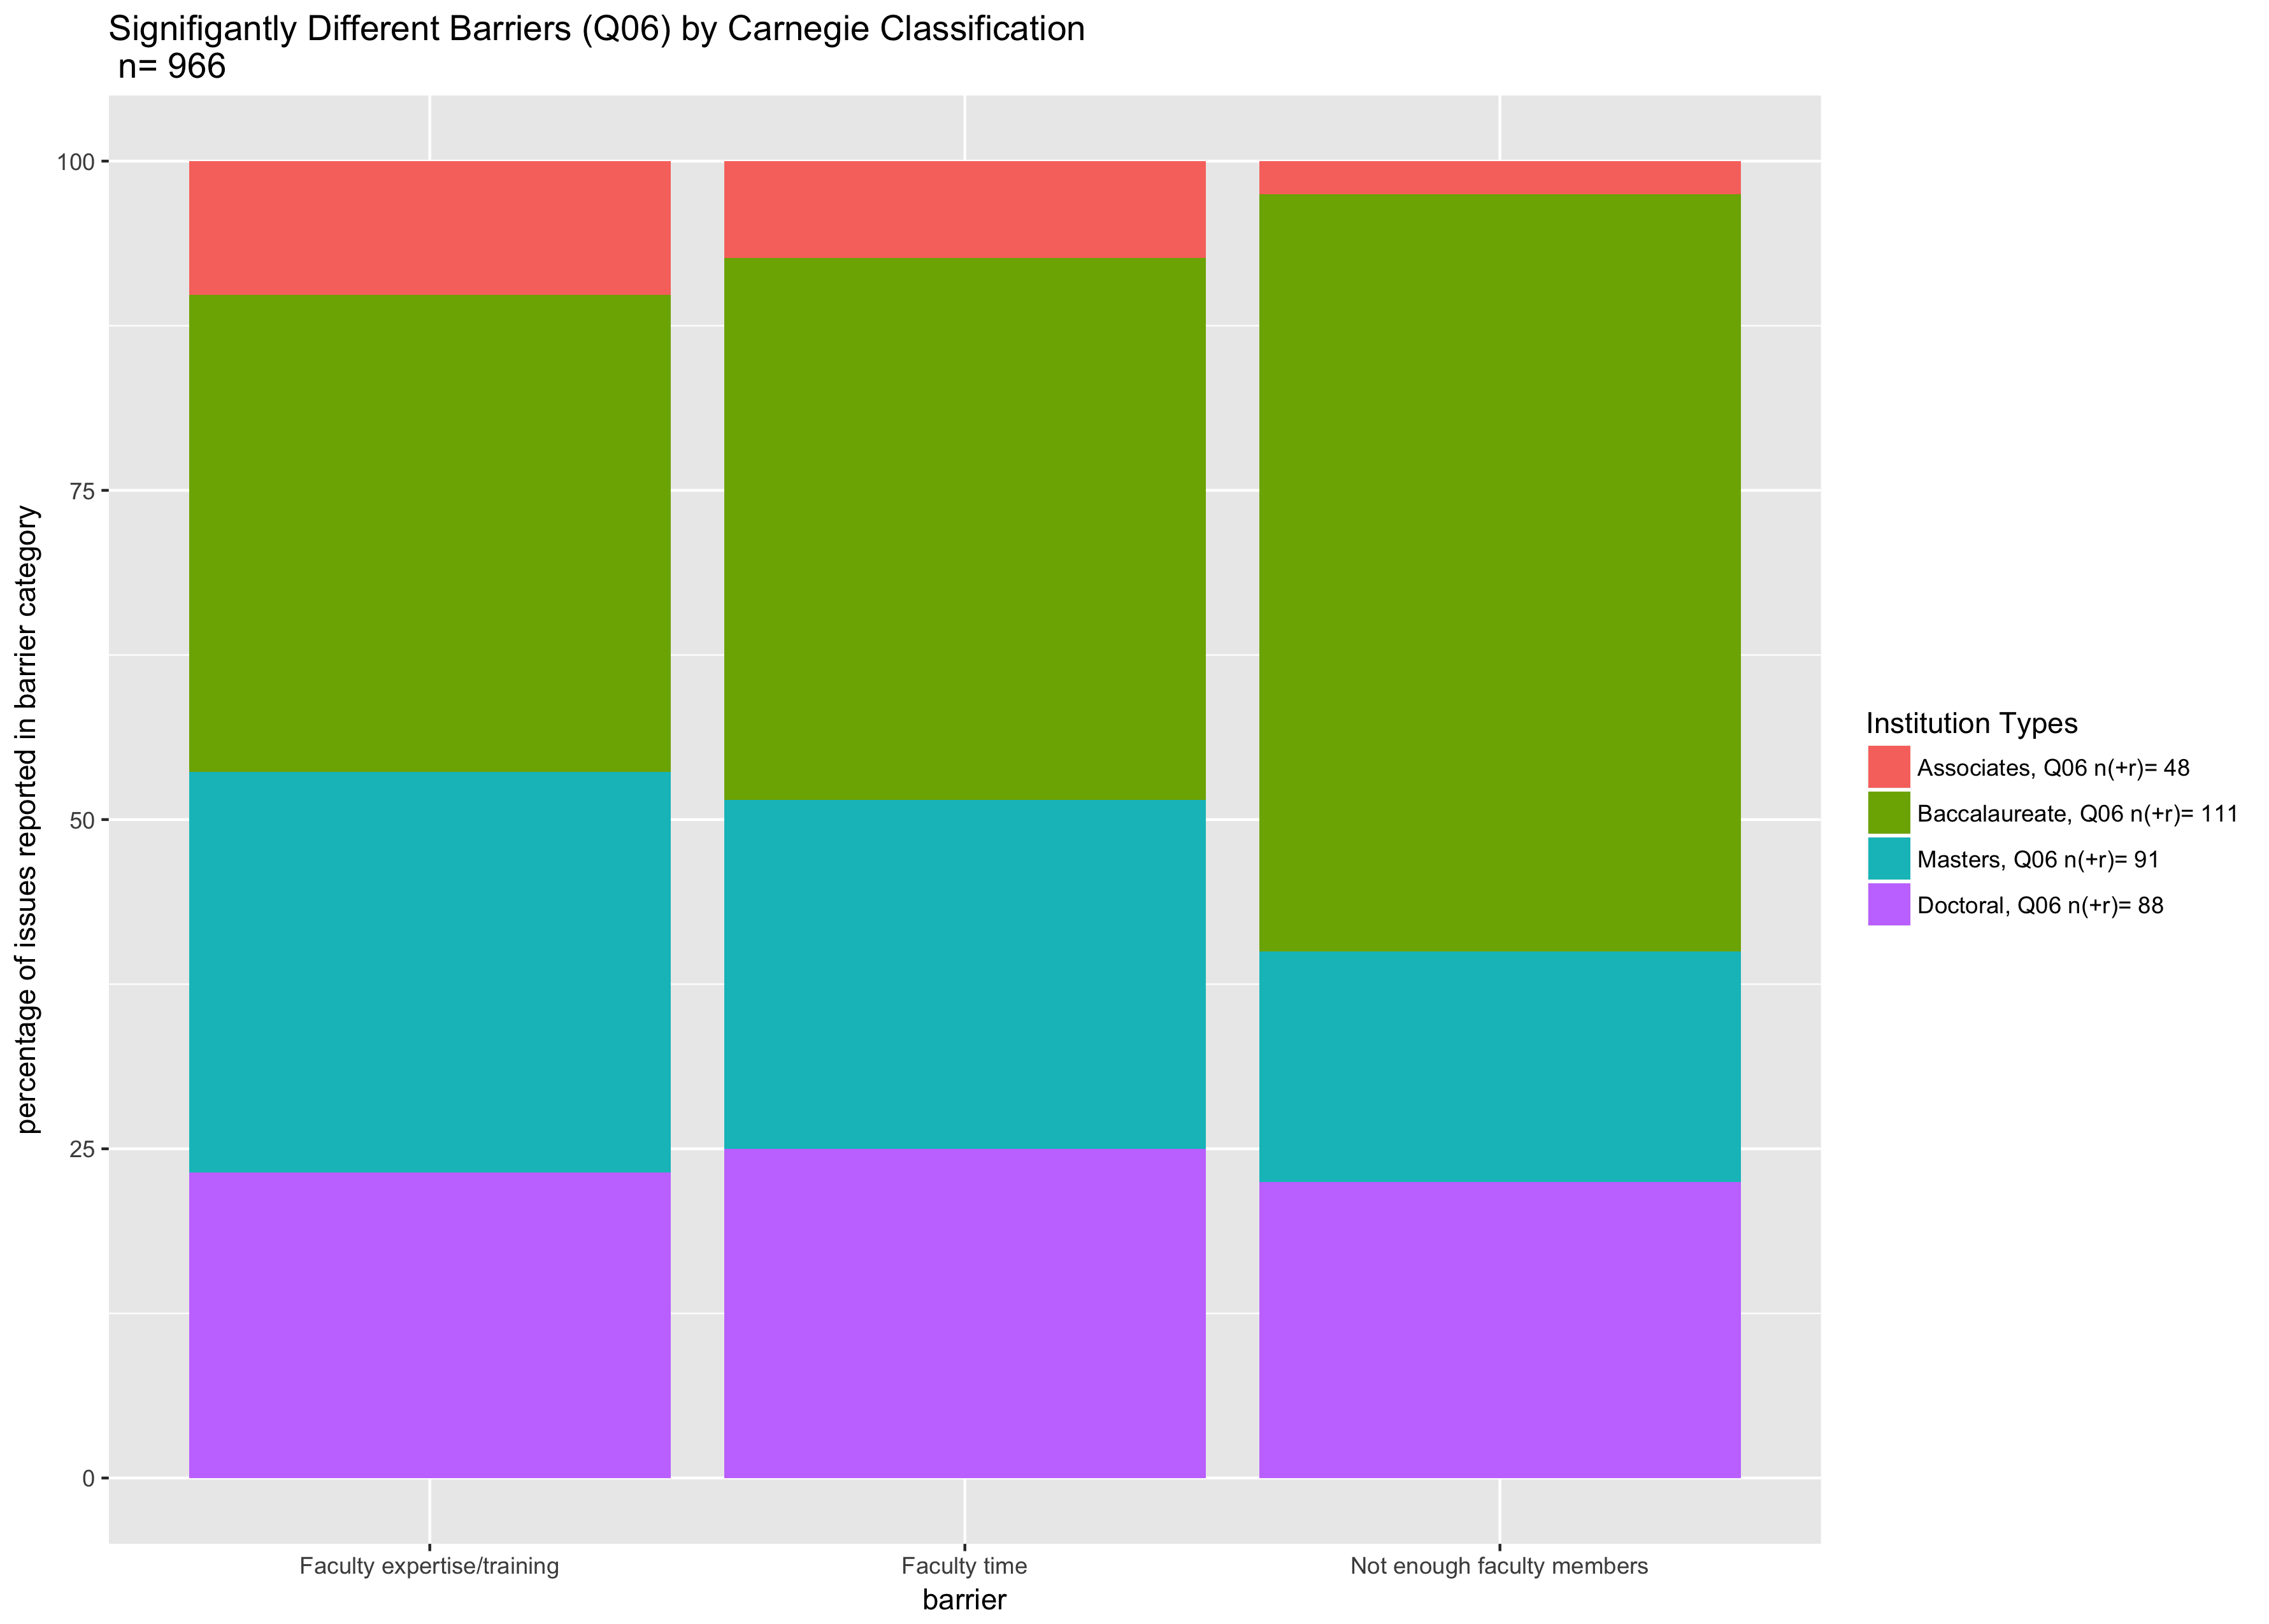 Signifigantly Different Barriers (Q06) by Carnegie Classification
n= 966
percentage of issues reported in barrier category
100
75
50
25
0
Faculty expertise/training
Faculty time
Not enough faculty members
barrier
Institution Types
Associates, Q06 n(+r)= 48
Baccalaureate, Q06 n(+r)= 111
Masters, Q06 n(+r)= 91
Doctoral, Q06 n(+r)= 88